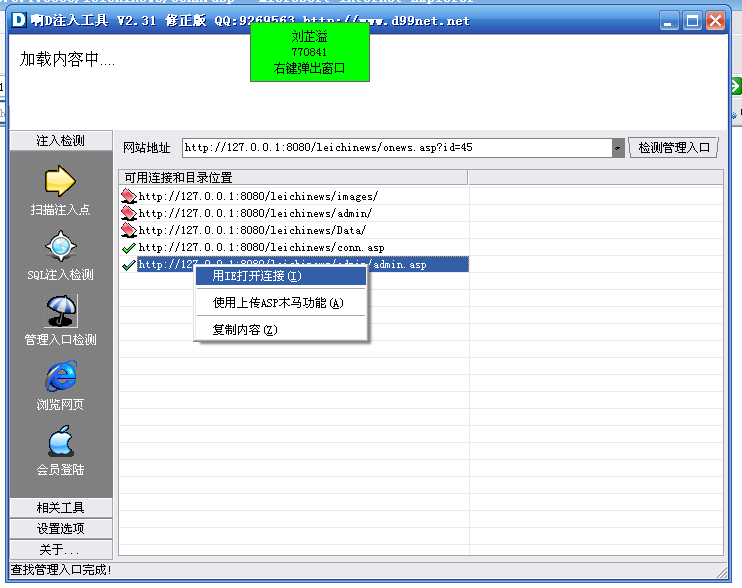 啊D注入工具 V2.31 修正版 QQ:9269563 http://www.d99net.net
刘芷溢
770841
右键弹出窗口
加载内容中....
注入检测
网站地址
http://127.0.0.1:8080/leichinews/onews.asp?id=45
检测管理入口
可用连接和目录位置
http://127.0.0.1:8080/leichinews/images/
http://127.0.0.1:8080/leichinews/admin/
http://127.0.0.1:8080/leichinews/Data/
http://127.0.0.1:8080/leichinews/conn.asp
http://127.0.0.1:8080/leichinews/admin/admin.asp
用IE打开连接(I)
使用上传ASP木马功能(A)
复制内容(Z)
扫描注入点
SQL注入检测
管理入口检测
浏览网页
会员登陆
相关工具
设置选项
关于...
查找管理入口完成!